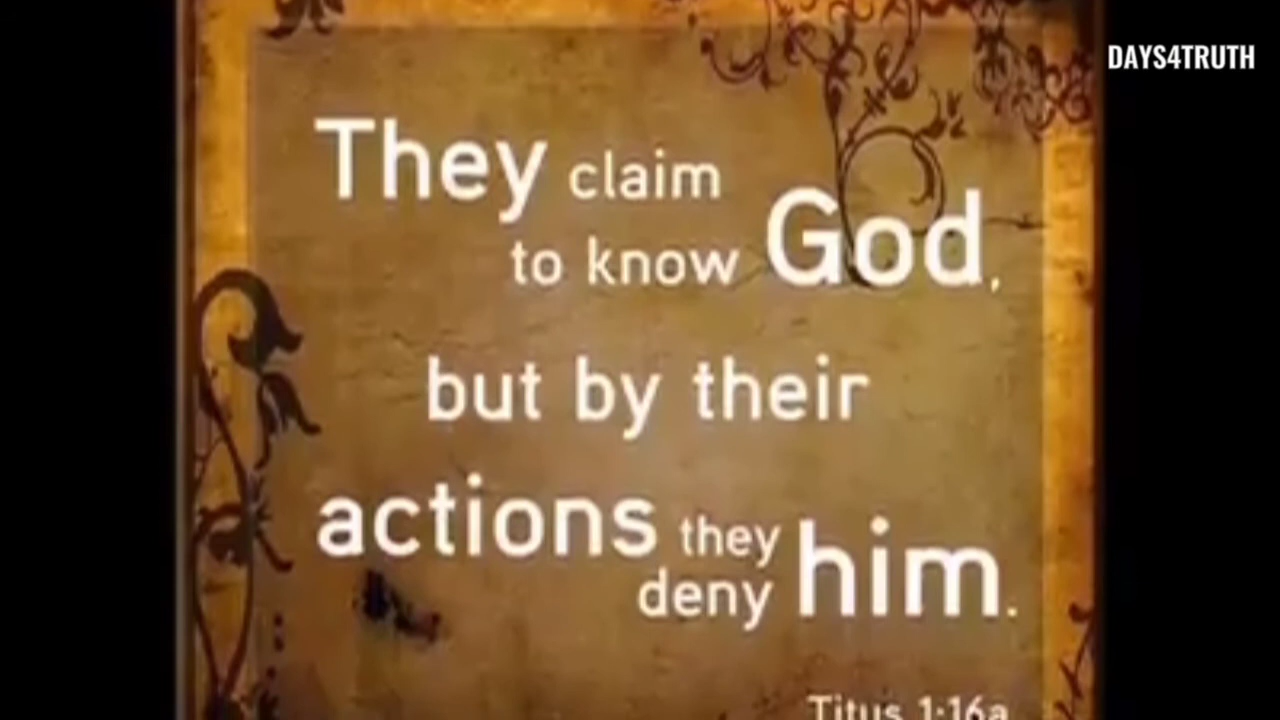 DAYS4TRUTH
They claim
to know God,
but by their
actions they
deny him.
Titus 1:16a